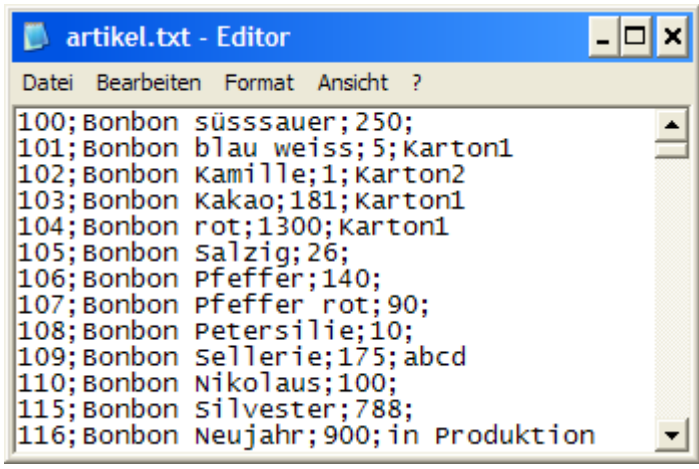 artikel.txt - Editor
Datei Bearbeiten Format Ansicht ?
100;Bonbon süsssauer;250;
101;Bonbon blau weiss;5;Karton1
102;Bonbon Kamille;1;Karton2
103;Bonbon Kakao;181;Karton1
104;Bonbon rot;1300;Karton1
105;Bonbon Salzig;26;
106;Bonbon Pfeffer;140;
107;Bonbon Pfeffer rot;90;
108;Bonbon Petersilie;10;
109;Bonbon Sellerie;175;abcd
110;Bonbon Nikolaus;100;
115;Bonbon Silvester;788;
116;Bonbon Neujahr;900;in Produktion